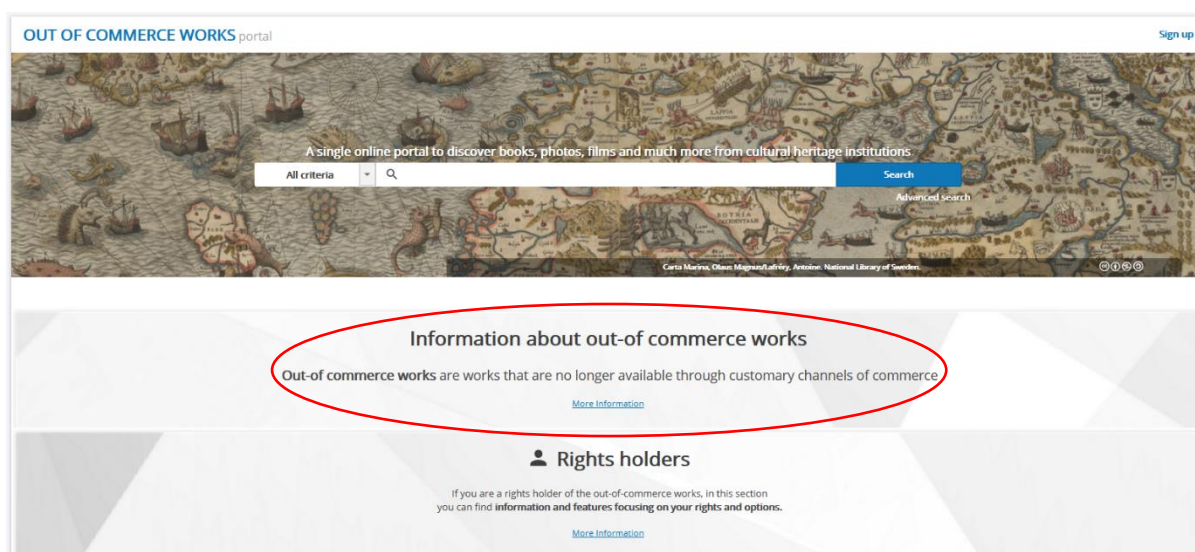 OUT OF COMMERCE WORKS portal
Sign up
A single online portal to discover books, photos, films and much more from cultural heritage institutions.
All criteria
Search
Advanced search
Carta Marina, Olaus Magnus/Lafréry, Antoine. National Library of Sweden.
Information about out-of commerce works
Out-of commerce works are works that are no longer available through customary channels of commerce
More Information
Rights holders
If you are a rights holder of the out-of-commerce works, in this section
you can find information and features focusing on your rights and options.
More Information